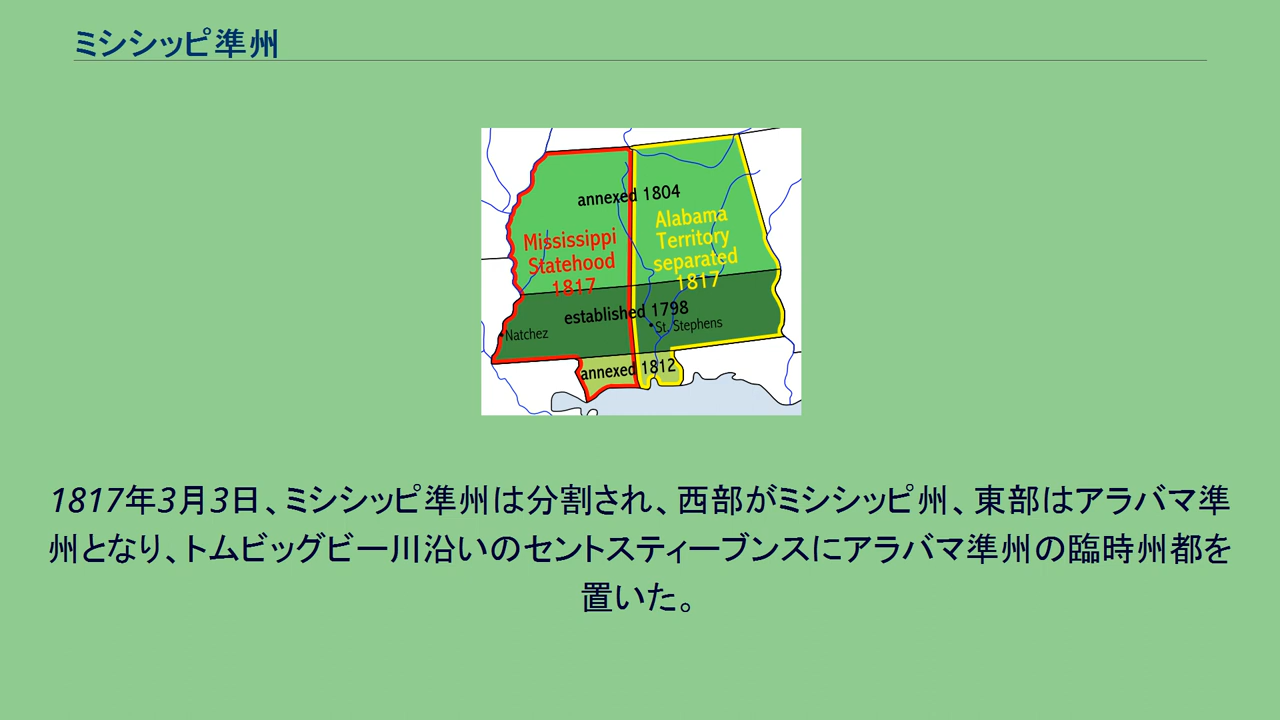 ミシシッピ準州
annexed 1804
Mississippi
Statehood
1817
Alabama
Territory
separated
1817
established 1798
Natchez
St. Stephens
annexed 1812
1817年3月3日、ミシシッピ準州は分割され、西部がミシシッピ州、東部はアラバマ準
州となり、トムビッグビー川沿いのセントスティーブンスにアラバマ準州の臨時州都を
置いた。